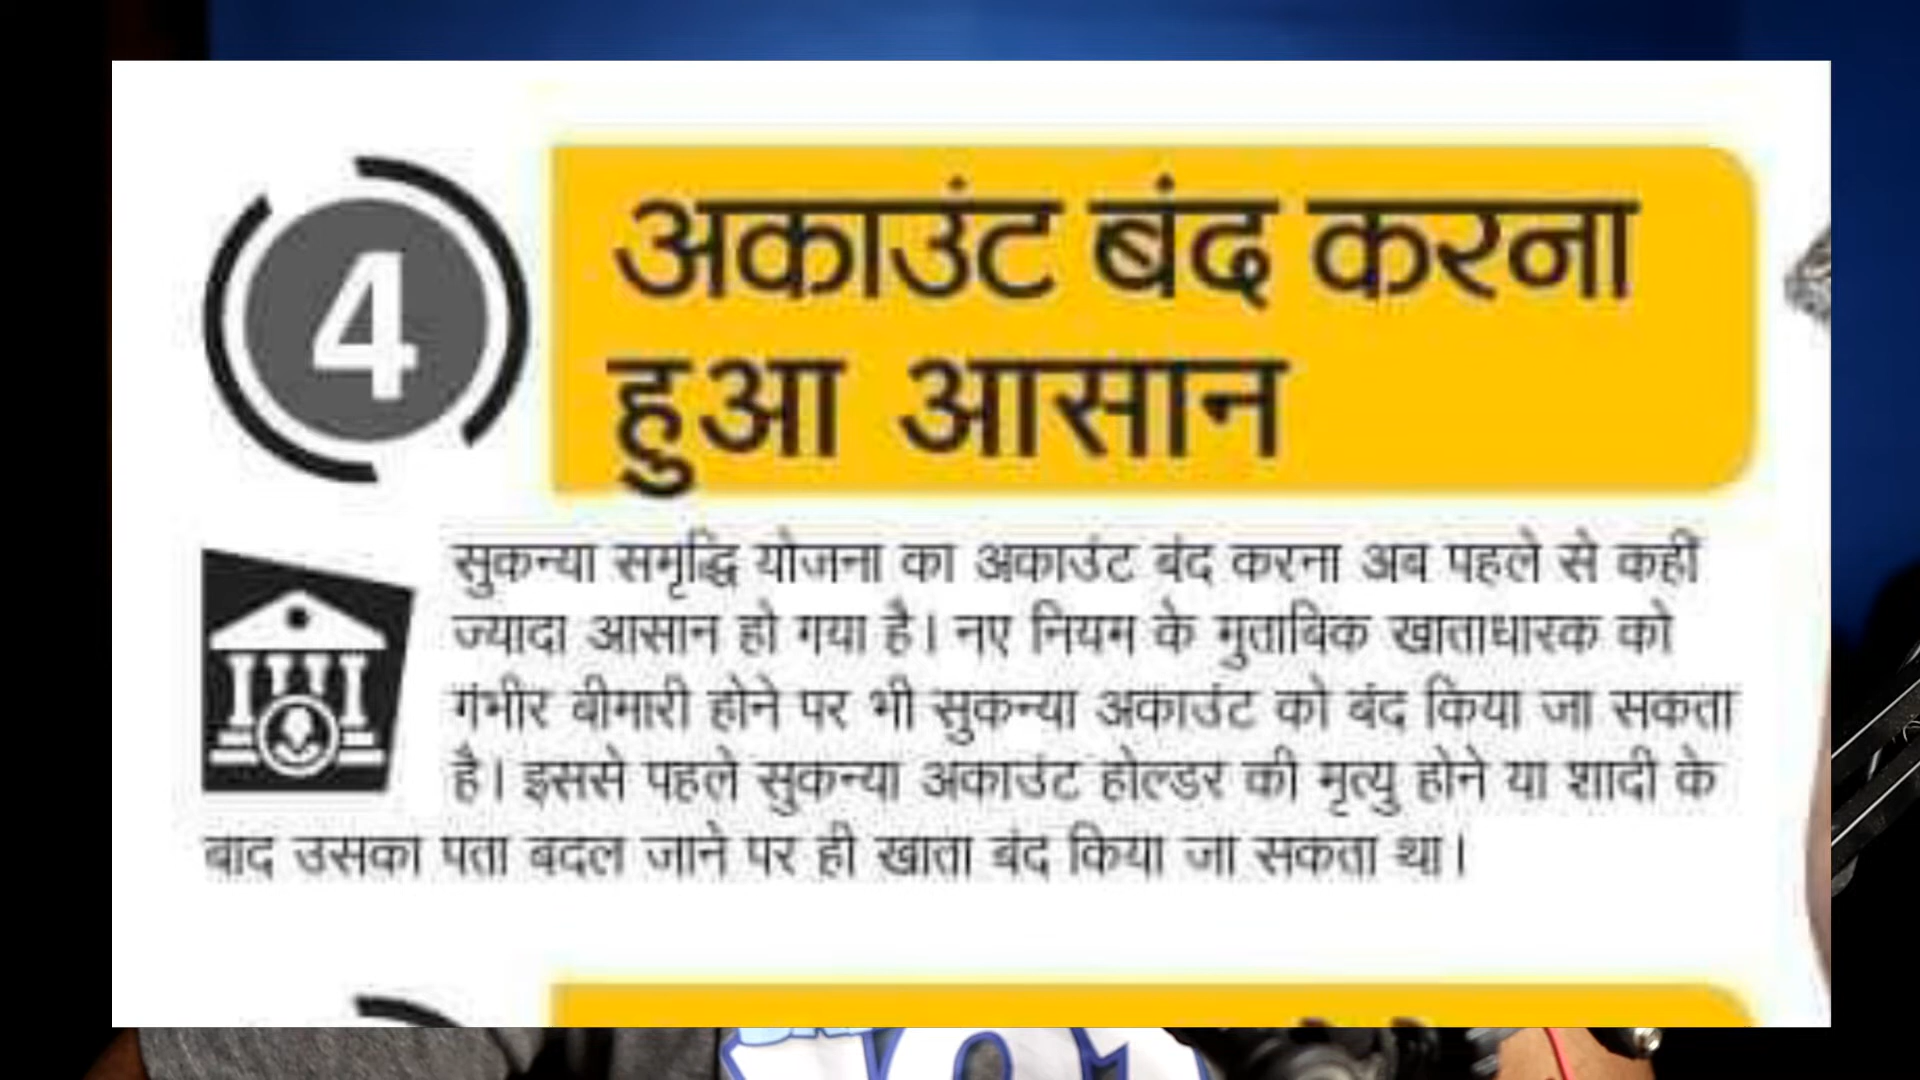 4
अकाउंट बंद करना
हुआ आसान
सुकन्या समृद्धि योजना का अकाउंट बंद करना अब पहले से कहीं
ज्यादा आसान हो गया है। नए नियम के मुताबिक खाताधारक को
गंभीर बीमारी होने पर भी सुकन्या अकाउंट को बंद किया जा सकता
है। इससे पहले सुकन्या अकाउंट होल्डर की मृत्यु होने या शादी के
बाद उसका पता बदल जाने पर ही खाता बंद किया जा सकता था।